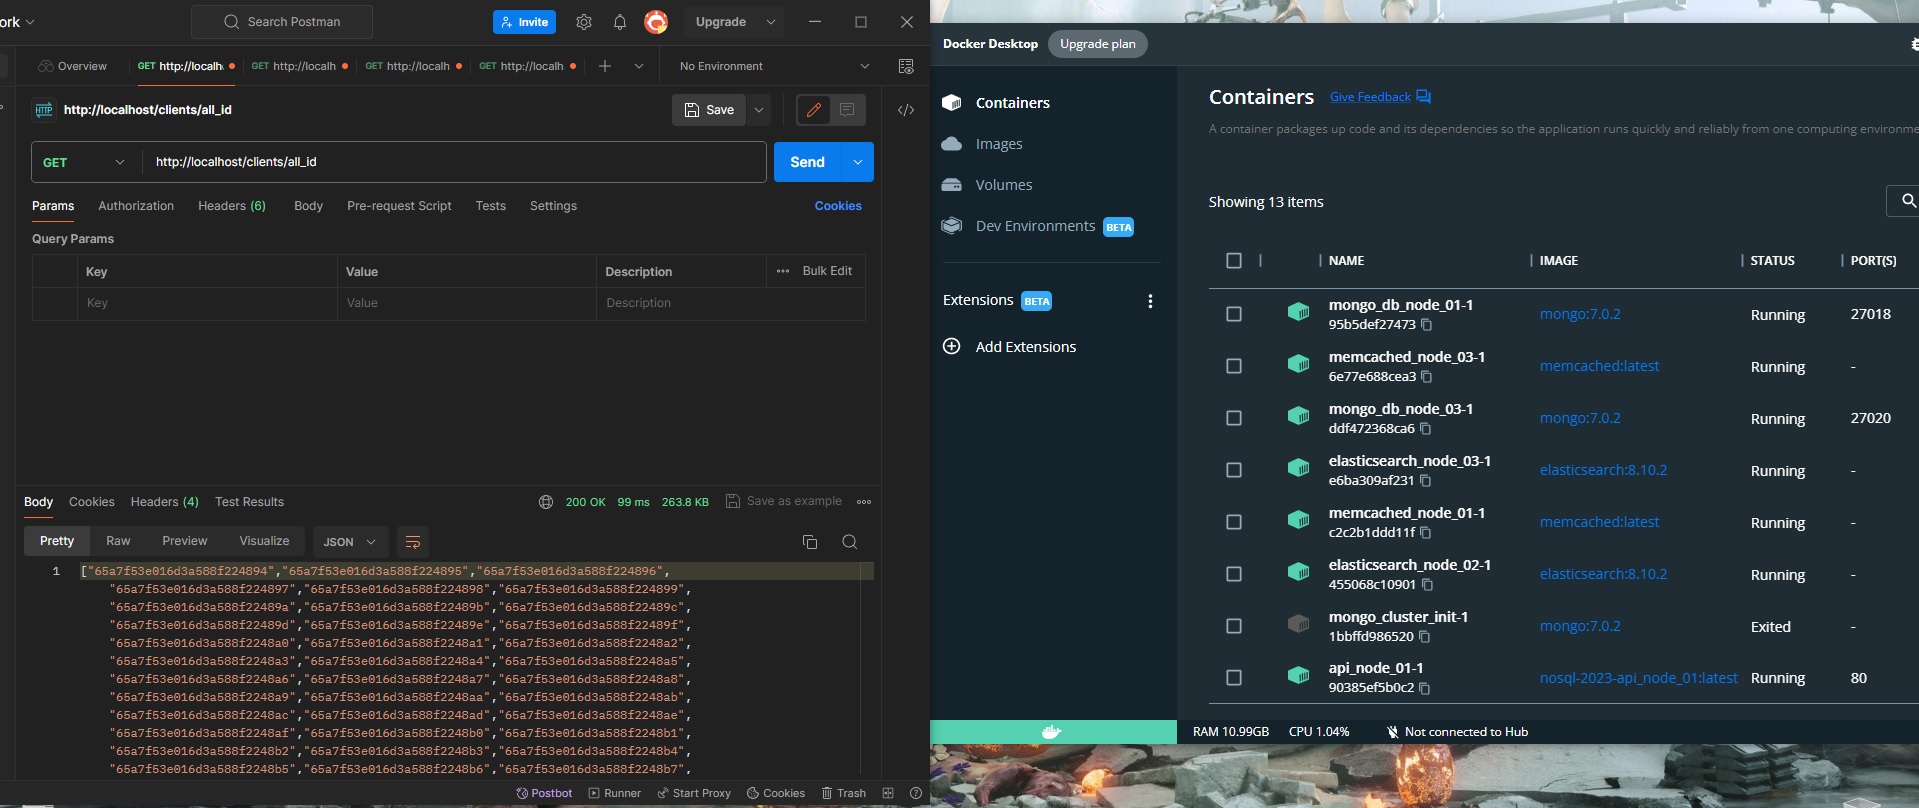 ork
Search Postman
Invite
Upgrade
Overview
GET http://localh
GET http://localh
GET http://localh
GET http://localh
No Environment
HTTP
http://localhost/clients/all_id
Save
GET
http://localhost/clients/all_id
Send
Params
Authorization
Headers (6)
Body
Pre-request Script
Tests
Settings
Cookies
Query Params
Key
Value
Description
Bulk Edit
Key
Value
Description
Body
Cookies
Headers (4)
Test Results
200 OK
99 ms
263.8 KB
Save as example
Pretty
Raw
Preview
Visualize
JSON
1
["65a7f53e016d3a588f224894","65a7f53e016d3a588f224895","65a7f53e016d3a588f224896",
"65a7f53e016d3a588f224897","65a7f53e016d3a588f224898","65a7f53e016d3a588f224899",
"65a7f53e016d3a588f22489a","65a7f53e016d3a588f22489b","65a7f53e016d3a588f22489c",
"65a7f53e016d3a588f22489d","65a7f53e016d3a588f22489e","65a7f53e016d3a588f22489f",
"65a7f53e016d3a588f2248a0","65a7f53e016d3a588f2248a1","65a7f53e016d3a588f2248a2",
"65a7f53e016d3a588f2248a3","65a7f53e016d3a588f2248a4","65a7f53e016d3a588f2248a5",
"65a7f53e016d3a588f2248a6","65a7f53e016d3a588f2248a7","65a7f53e016d3a588f2248a8",
"65a7f53e016d3a588f2248a9","65a7f53e016d3a588f2248aa","65a7f53e016d3a588f2248ab",
"65a7f53e016d3a588f2248ac","65a7f53e016d3a588f2248ad","65a7f53e016d3a588f2248ae",
"65a7f53e016d3a588f2248af","65a7f53e016d3a588f2248b0","65a7f53e016d3a588f2248b1",
"65a7f53e016d3a588f2248b2","65a7f53e016d3a588f2248b3","65a7f53e016d3a588f2248b4",
"65a7f53e016d3a588f2248b5","65a7f53e016d3a588f2248b6","65a7f53e016d3a588f2248b7",
Postbot
Runner
Start Proxy
Cookies
Trash
Docker Desktop
Upgrade plan
Containers
Images
Volumes
Dev Environments BETA
Extensions BETA
Add Extensions
Containers
Give Feedback
A container packages up code and its dependencies so the application runs quickly and reliably from one computing environme
Showing 13 items
NAME
IMAGE
STATUS
PORT(S)
mongo_db_node_01-1
95b5def27473
mongo:7.0.2
Running
27018
memcached_node_03-1
6e77e688cea3
memcached:latest
Running
-
mongo_db_node_03-1
ddf472368ca6
mongo:7.0.2
Running
27020
elasticsearch_node_03-1
e6ba309af231
elasticsearch:8.10.2
Running
-
memcached_node_01-1
c2c2b1ddd11f
memcached:latest
Running
-
elasticsearch_node_02-1
455068c10901
elasticsearch:8.10.2
Running
-
mongo_cluster_init-1
1bbffd986520
mongo:7.0.2
Exited
-
api_node_01-1
90385ef5b0c2
nosql-2023-api_node_01:latest
Running
80
RAM 10.99GB
CPU 1.04%
Not connected to Hub